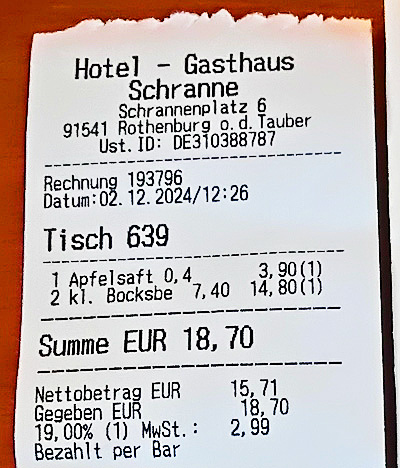 Hotel - Gasthaus
Schranne
Schrannenplatz 6
91541 Rothenburg o.d.Tauber
Ust.ID: DE310388787
Rechnung 193796
Datum:02.12.2024/12:26
Tisch 639
1 Apfelsaft 0,4 3,90(1)
2 kl. Bocksbe 7,40 14,80(1)
Summe EUR 18,70
Nettobetrag EUR 15,71
Gegeben EUR 18,70
19,00% (1) MwSt.: 2,99
Bezahlt per Bar